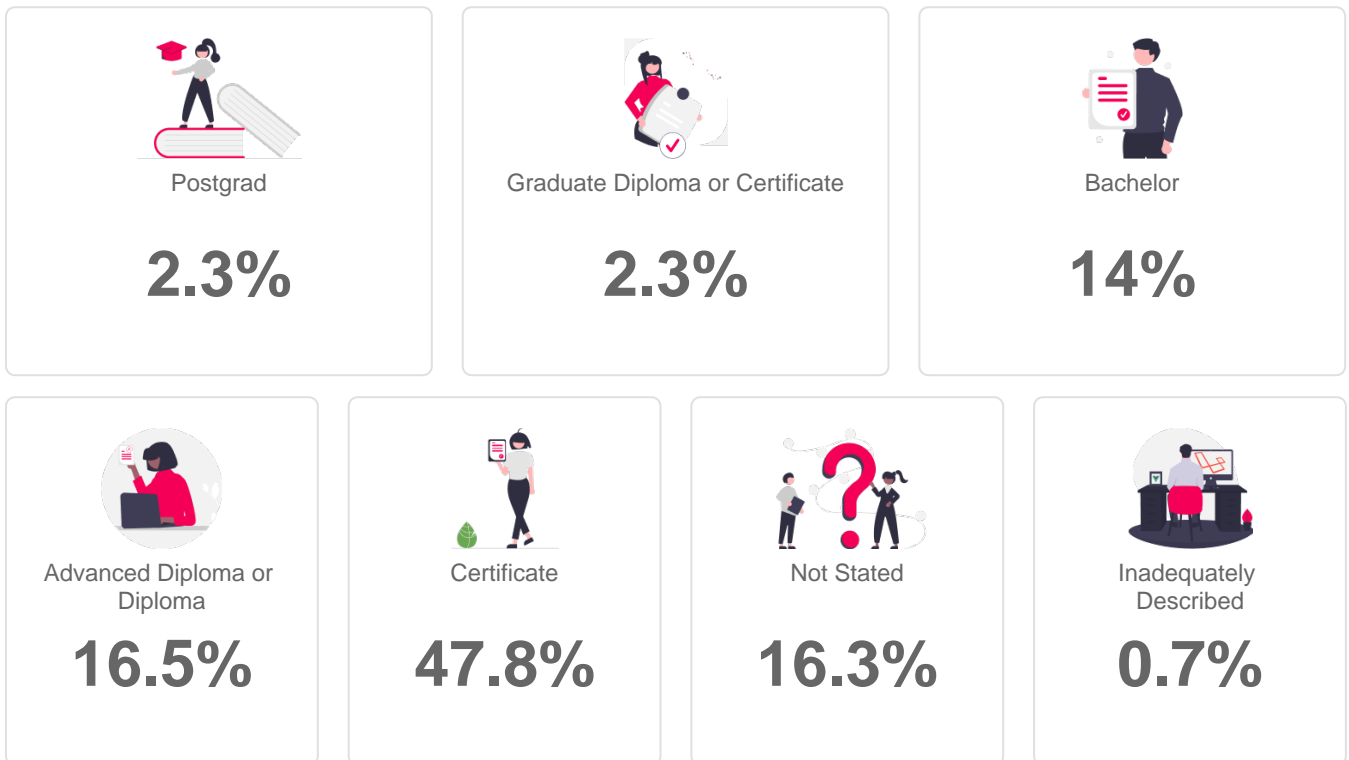 Postgrad
2.3%
Graduate Diploma or Certificate
2.3%
Bachelor
14%
Advanced Diploma or
Diploma
16.5%
Certificate
47.8%
Not Stated
16.3%
Inadequately
Described
0.7%